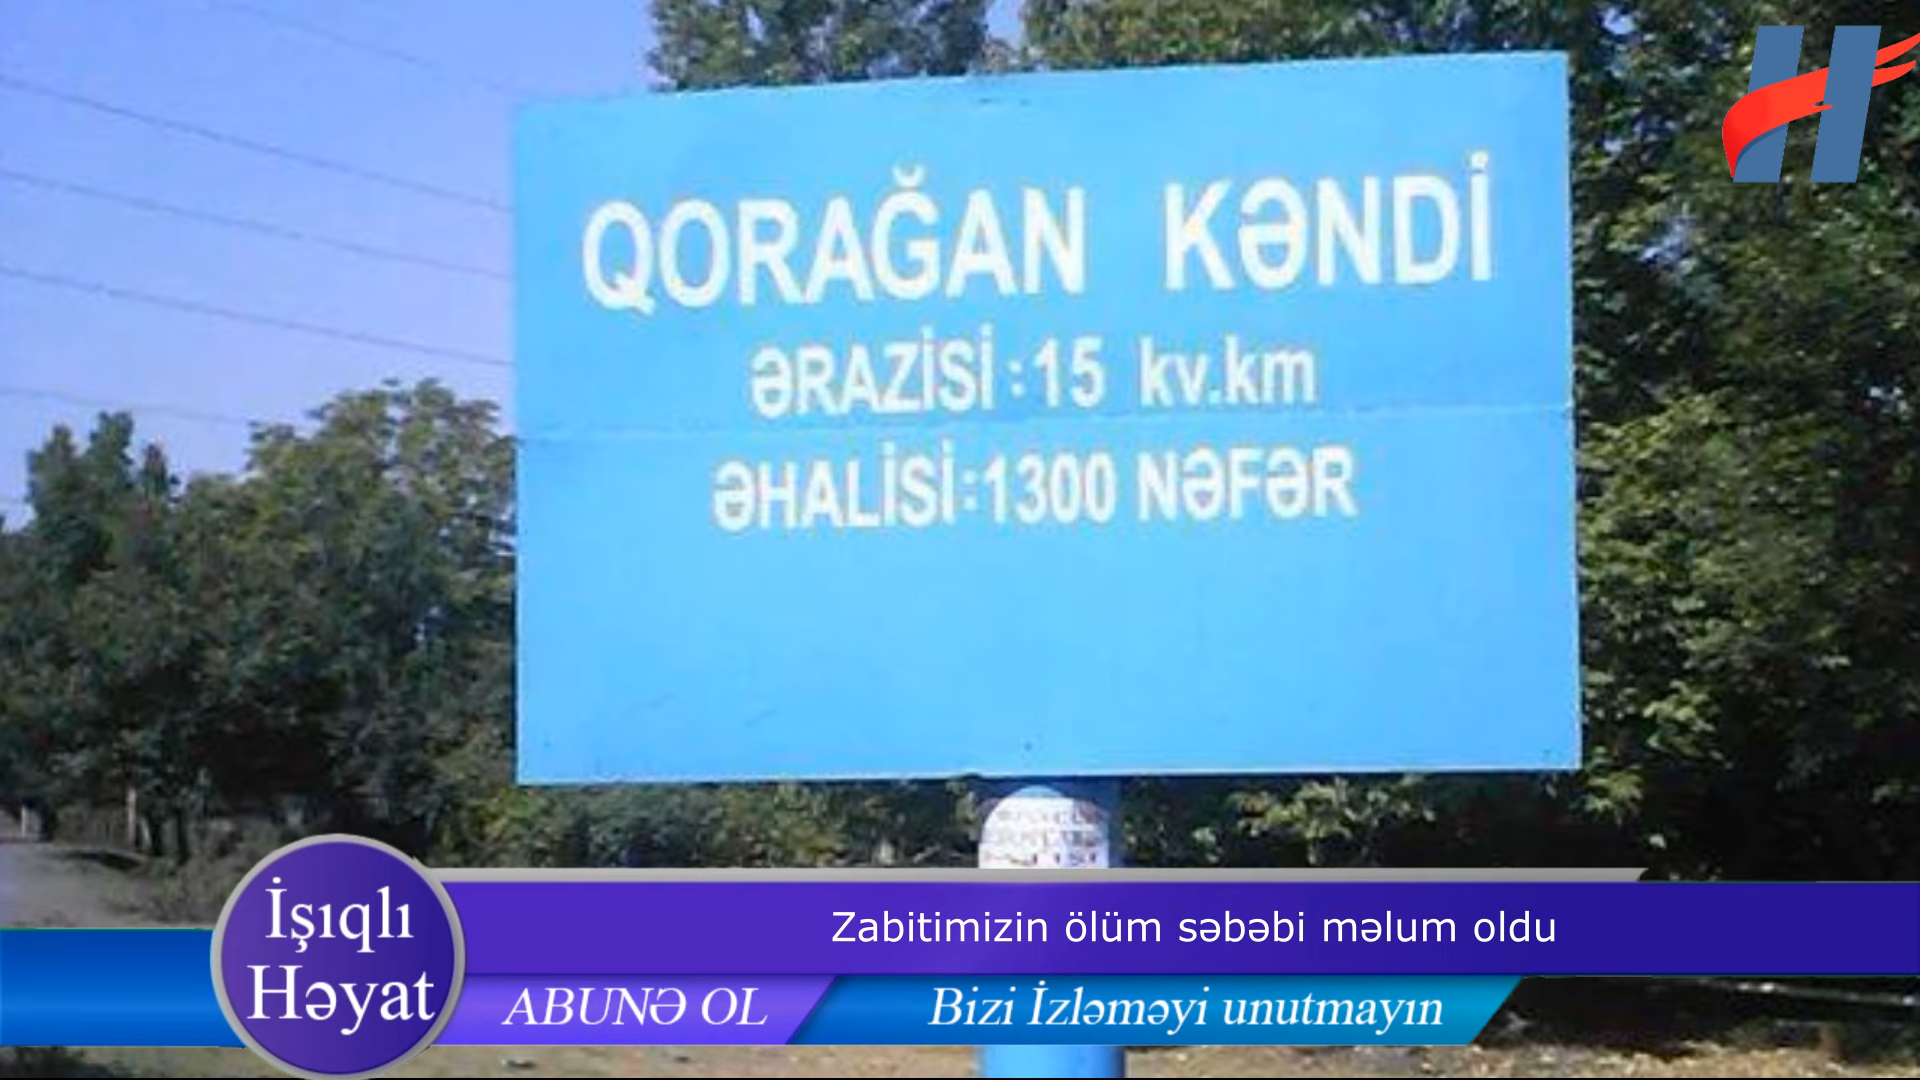 QORAĞAN KƏNDİ
ƏRAZİSİ:15 kv.km
ƏHALİSİ:1300 NƏFƏR
İşıqlı
Həyat
Zabitimizin ölüm səbəbi məlum oldu
ABUNƏ OL
Bizi İzləməyi unutmayın